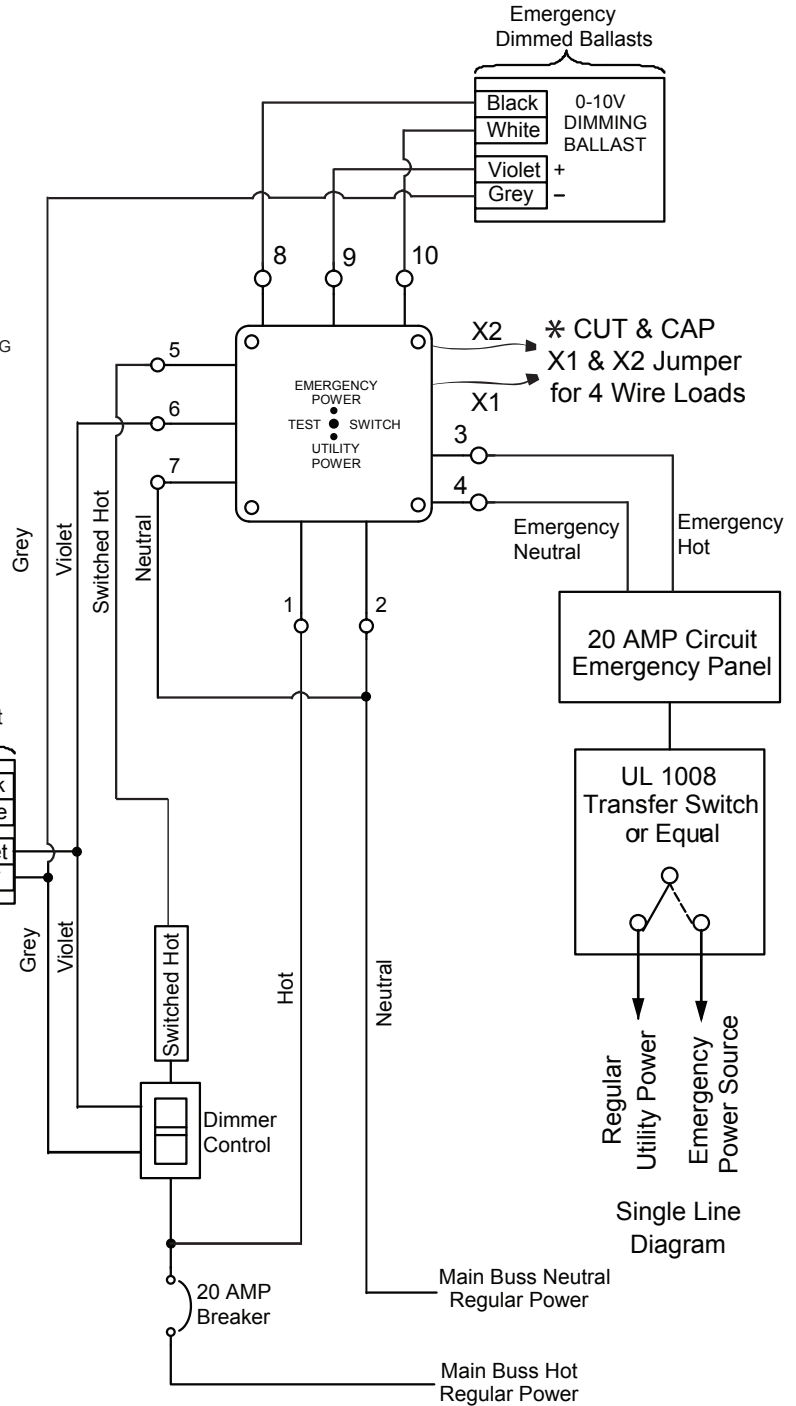 Emergency
Dimmed Ballasts
Black
White
Violet +
Grey –
0-10V
DIMMING
BALLAST
8
9
10
G
5
6
7
EMERGENCY
POWER
TEST SWITCH
UTILITY
POWER
X2
X1
* CUT & CAP
X1 & X2 Jumper
for 4 Wire Loads
3
4
Emergency
Neutral
Emergency
Hot
Grey
Violet
Switched Hot
Neutral
1
2
20 AMP Circuit
Emergency Panel
UL 1008
Transfer Switch
or Equal
t
k
e
et
Grey
Violet
Switched Hot
Hot
Neutral
Regular
Utility Power
Emergency
Power Source
Dimmer
Control
Single Line
Diagram
20 AMP
Breaker
Main Buss Neutral
Regular Power
Main Buss Hot
Regular Power